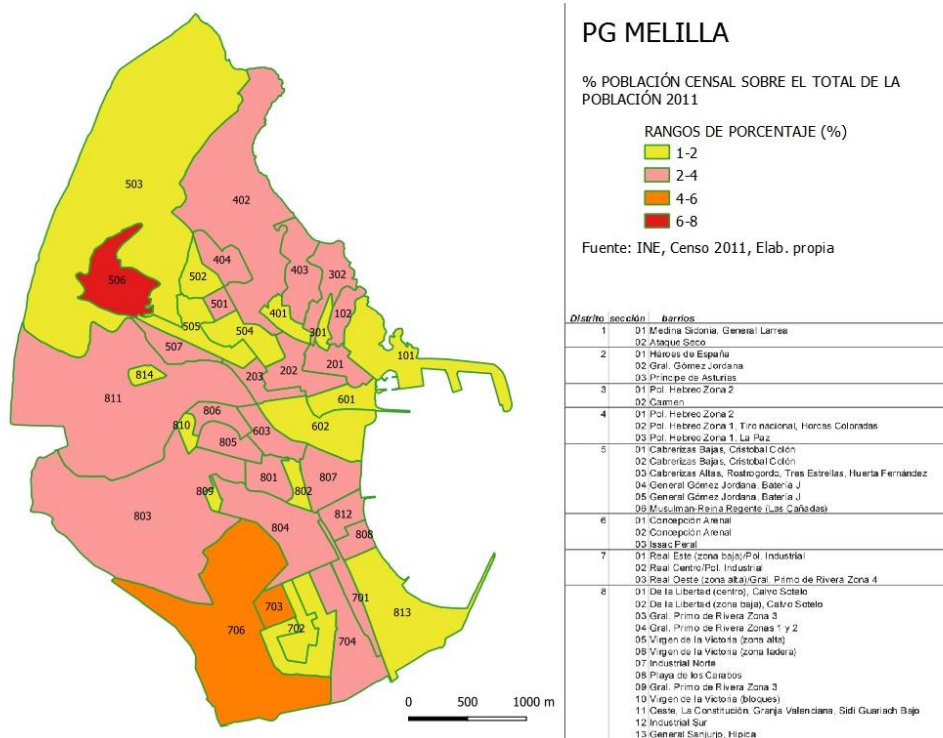 PG MELILLA
% POBLACIÓN CENSAL SOBRE EL TOTAL DE LA
POBLACIÓN 2011
RANGOS DE PORCENTAJE (%)
1-2
2-4
4-6
6-8
Fuente: INE, Censo 2011, Elab. propia
503
402
404
403
302
506
502
501
401
102
505
504
301
101
507
203
202
201
814
811
601
806
602
810
603
805
801
802
807
809
803
804
812
808
701
813
703
702
706
704
0 500 1000 m
Distrito sección barrios
1 01 Medina Sidonia, General Larrea
02 Ataque Seco
2 01 Héroes de España
02 Gral. Gómez Jordana
03 Príncipe de Asturias
3 01 Pol. Hebreo Zona 2
02 Carmen
4 01 Pol. Hebreo Zona 2
02 Pol. Hebreo Zona 1, Tiro nacional, Horcas Coloradas
03 Pol. Hebreo Zona 1, La Paz
5 01 Cabrerizas Bajas, Cristobal Colón
02 Cabrerizas Bajas, Cristobal Colón
03 Cabrerizas Altas, Rostrogordo, Tres Estrellas, Huerta Fernández
04 General Gómez Jordana, Batería J
05 General Gómez Jordana, Batería J
06 Musulman-Reina Regente (Las Cañadas)
6 01 Concepción Arenal
02 Concepción Arenal
03 Issac Peral
7 01 Real Este (zona baja)/Pol. Industrial
02 Real Centro/Pol. Industrial
03 Real Oeste (zona alta)/Gral. Primo de Rivera Zona 4
8 01 De la Libertad (centro), Calvo Sotelo
02 De la Libertad (zona baja), Calvo Sotelo
03 Gral. Primo de Rivera Zona 3
04 Gral. Primo de Rivera Zonas 1 y 2
05 Virgen de la Victoria (zona alta)
06 Virgen de la Victoria (zona ladera)
07 Industrial Norte
08 Playa de los Carabos
09 Gral. Primo de Rivera Zona 3
10 Virgen de la Victoria (bloques)
11 Oeste, La Constitución, Granja Valenciana, Sidi Guariach Bajo
12 Industrial Sur
13 General Sanjurjo, Hipica